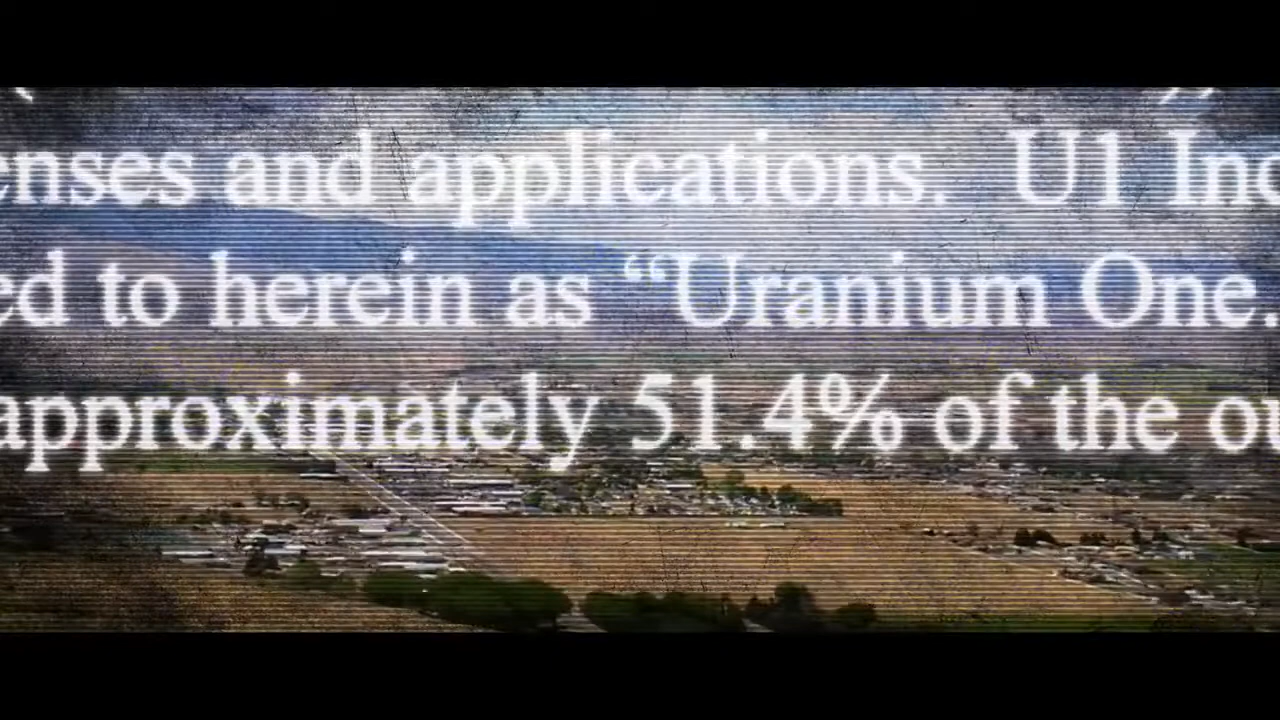 enses and applications. U1 Inc
ed to herein as “Uranium One.
approximately 51.4% of the ou